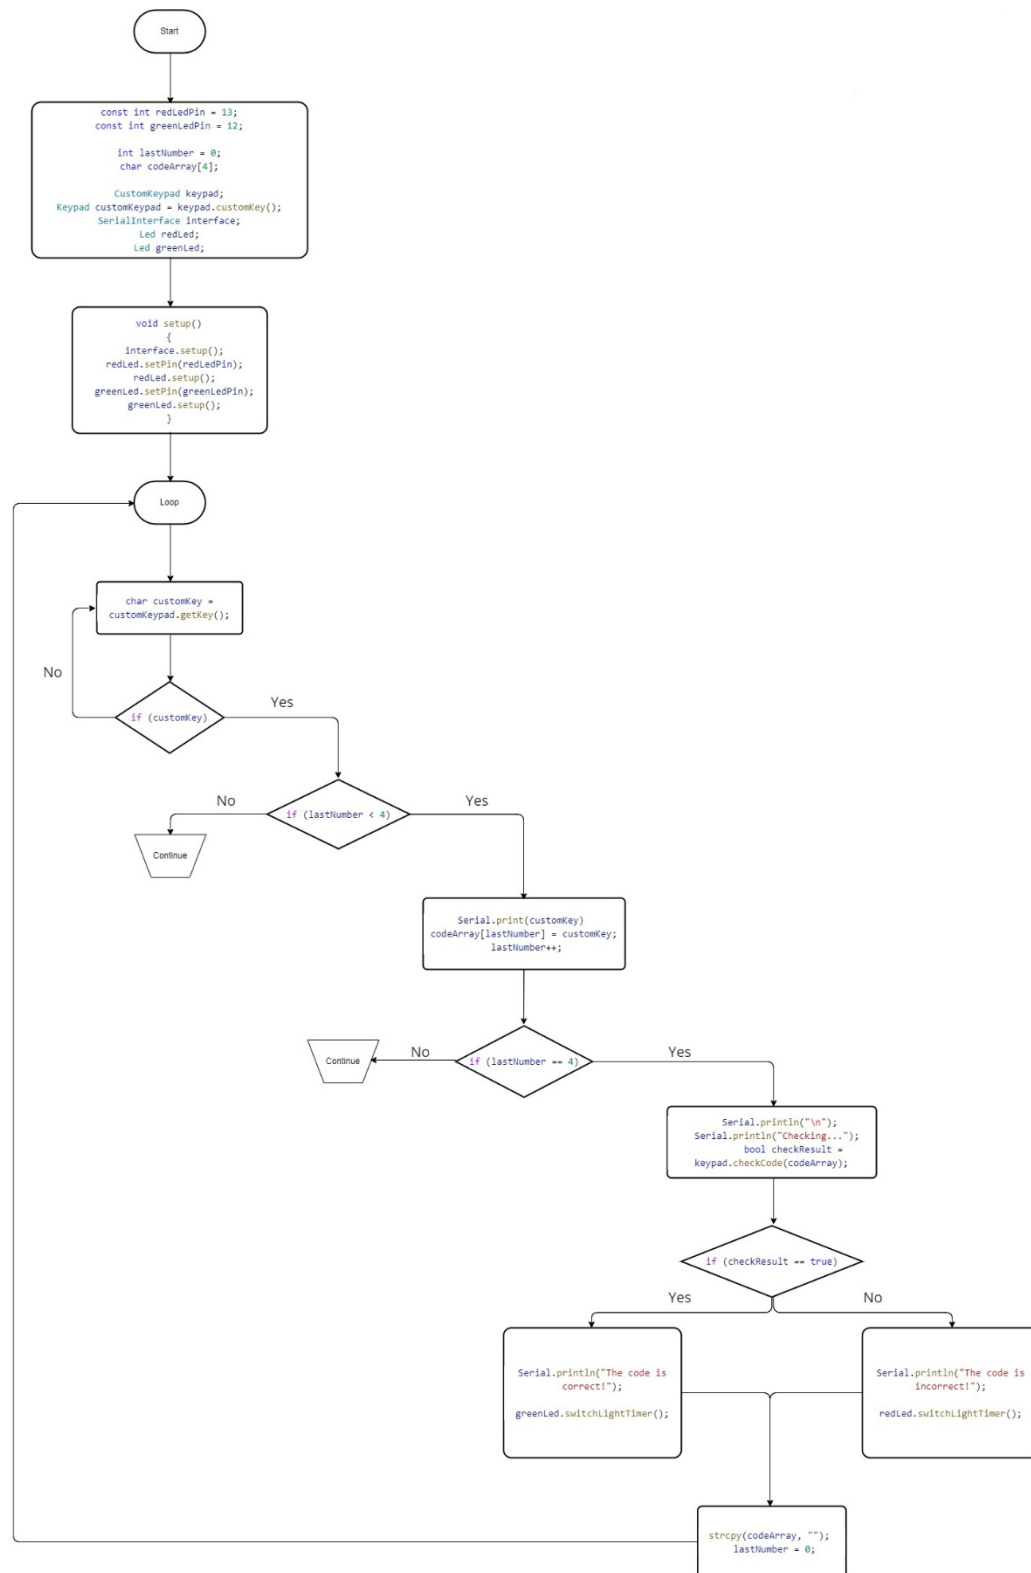 Start
const int redLedPin = 13;
const int greenLedPin = 12;
int lastNumber = 0;
char codeArray[4];
CustomKeypad keypad;
Keypad customKeypad = keypad.customKey();
SerialInterface interface;
Led redLed;
Led greenLed;
void setup()
{
interface.setup();
redLed.setPin(redLedPin);
redLed.setup();
greenLed.setPin(greenLedPin);
greenLed.setup();
}
Loop
char customKey =
customKeypad.getKey();
No
if (customKey)
Yes
No
if (lastNumber < 4)
Yes
Continue
Serial.print(customKey)
codeArray[lastNumber] = customKey;
lastNumber++;
Continue
No
if (lastNumber == 4)
Yes
Serial.println("\n");
Serial.println("Checking...");
bool checkResult =
keypad.checkCode(codeArray);
if (checkResult == true)
Yes
No
Serial.println("The code is
correct!");
greenLed.switchLightTimer();
Serial.println("The code is
incorrect!");
redLed.switchLightTimer();
strcpy(codeArray, "");
lastNumber = 0;